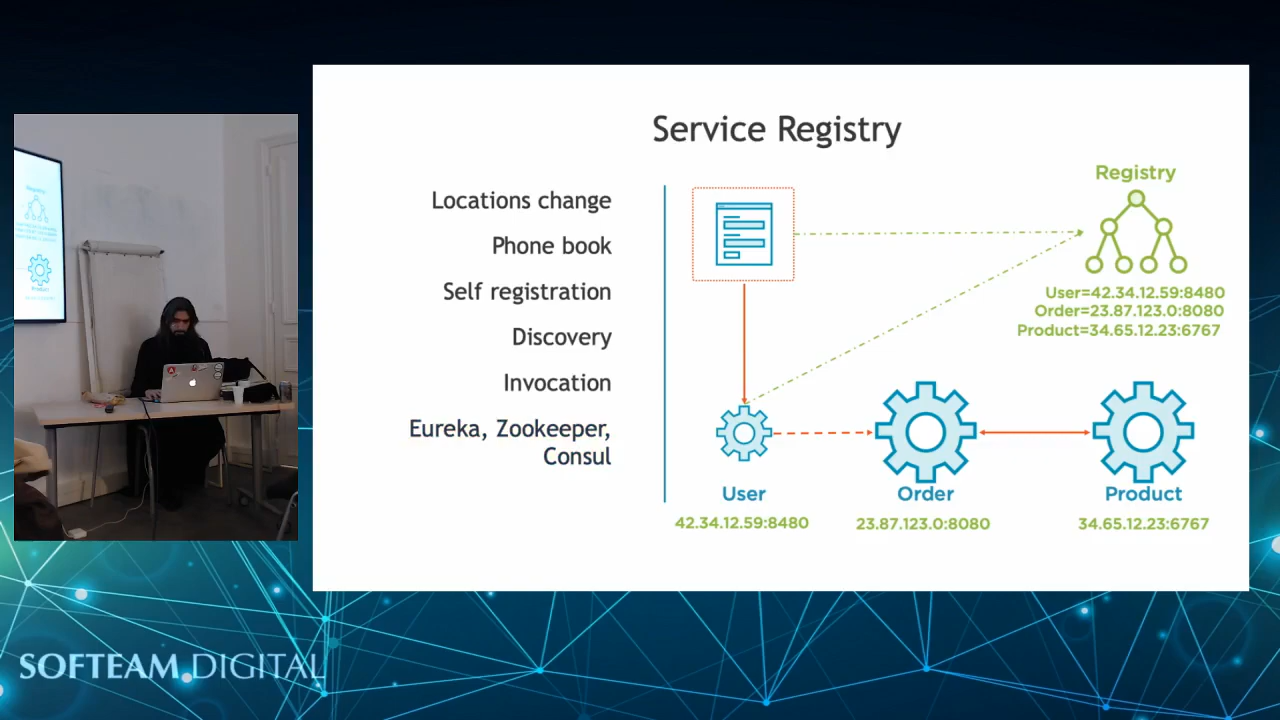 Service Registry
Locations change
Phone book
Self registration
Discovery
Invocation
Eureka, Zookeeper,
Consul
Registry
User=42.34.12.59:8480
Order=23.87.123.0:8080
Product=34.65.12.23:6767
User
Order
Product
42.34.12.59:8480
23.87.123.0:8080
34.65.12.23:6767
Registry
Product
SOFTEAM DIGITAL